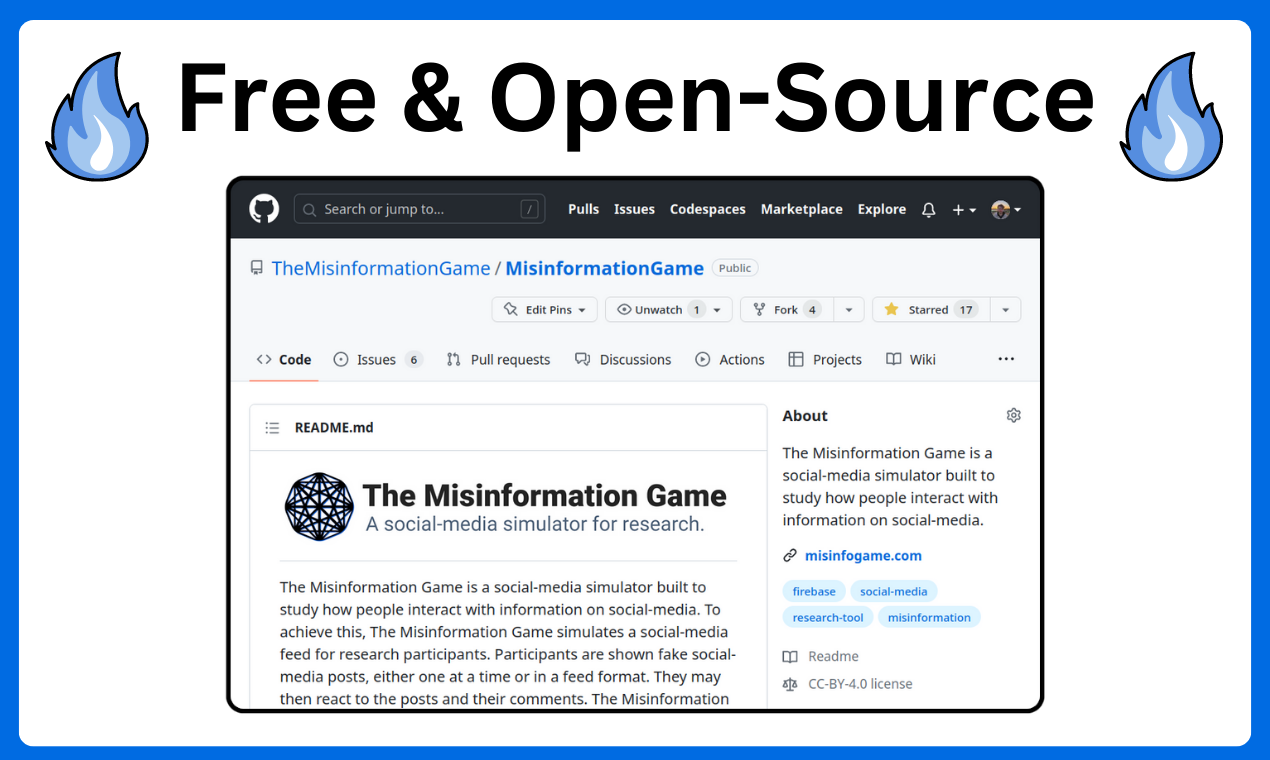 Free & Open-Source
Search or jump to... /
Pulls Issues Codespaces Marketplace Explore
TheMisinformationGame / MisinformationGame Public
Edit Pins Unwatch 1 Fork 4 Starred 17
Code Issues 6 Pull requests Discussions Actions Projects Wiki
README.md
The Misinformation Game
A social-media simulator for research.
The Misinformation Game is a social-media simulator built to
study how people interact with information on social-media. To
achieve this, The Misinformation Game simulates a social-media
feed for research participants. Participants are shown fake social-
media posts, either one at a time or in a feed format. They may
then react to the posts and their comments. The Misinformation
About
The Misinformation Game is a
social-media simulator built to
study how people interact with
information on social-media.
misinfogame.com
firebase social-media
research-tool misinformation
Readme
CC-BY-4.0 license